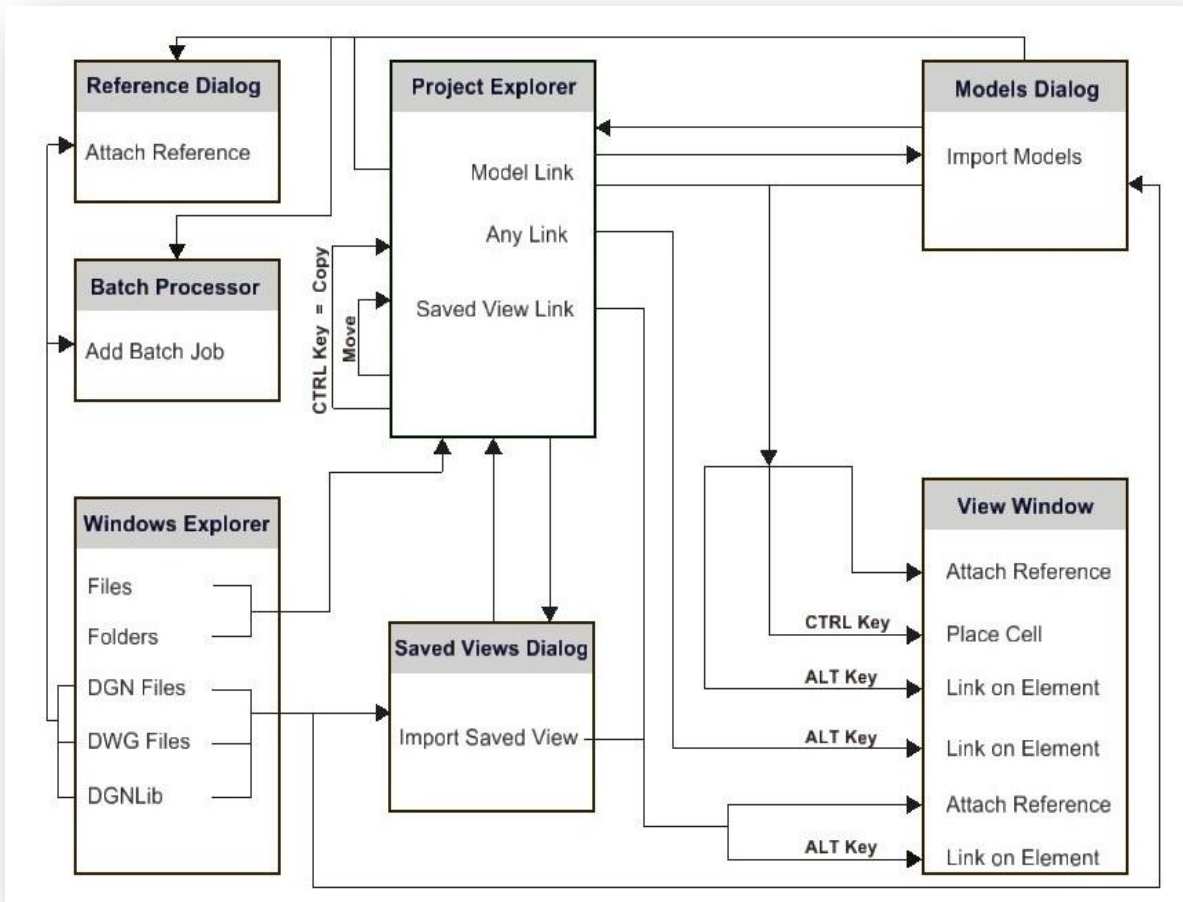 Reference Dialog
Attach Reference
Project Explorer
Model Link
Any Link
Saved View Link
Models Dialog
Import Models
Batch Processor
Add Batch Job
CTRL Key = Copy
Move
Windows Explorer
Files
Folders
DGN Files
DWG Files
DGNLib
Saved Views Dialog
Import Saved View
View Window
Attach Reference
CTRL Key
Place Cell
ALT Key
Link on Element
ALT Key
Link on Element
Attach Reference
ALT Key
Link on Element